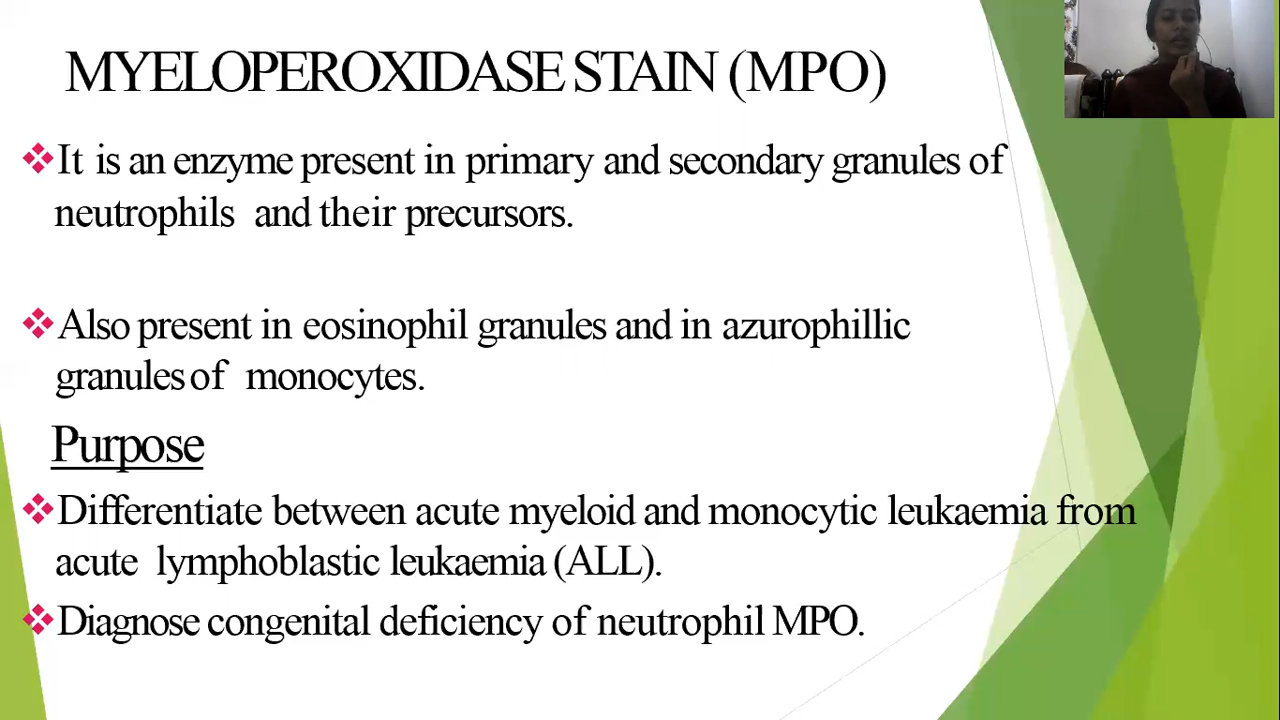 MYELOPEROXIDASE STAIN (MPO)
❖It is an enzyme present in primary and secondary granules of
neutrophils and their precursors.
❖Also present in eosinophil granules and in azurophillic
granules of monocytes.
Purpose
❖Differentiate between acute myeloid and monocytic leukaemia from
acute lymphoblastic leukaemia (ALL).
❖Diagnose congenital deficiency of neutrophil MPO.